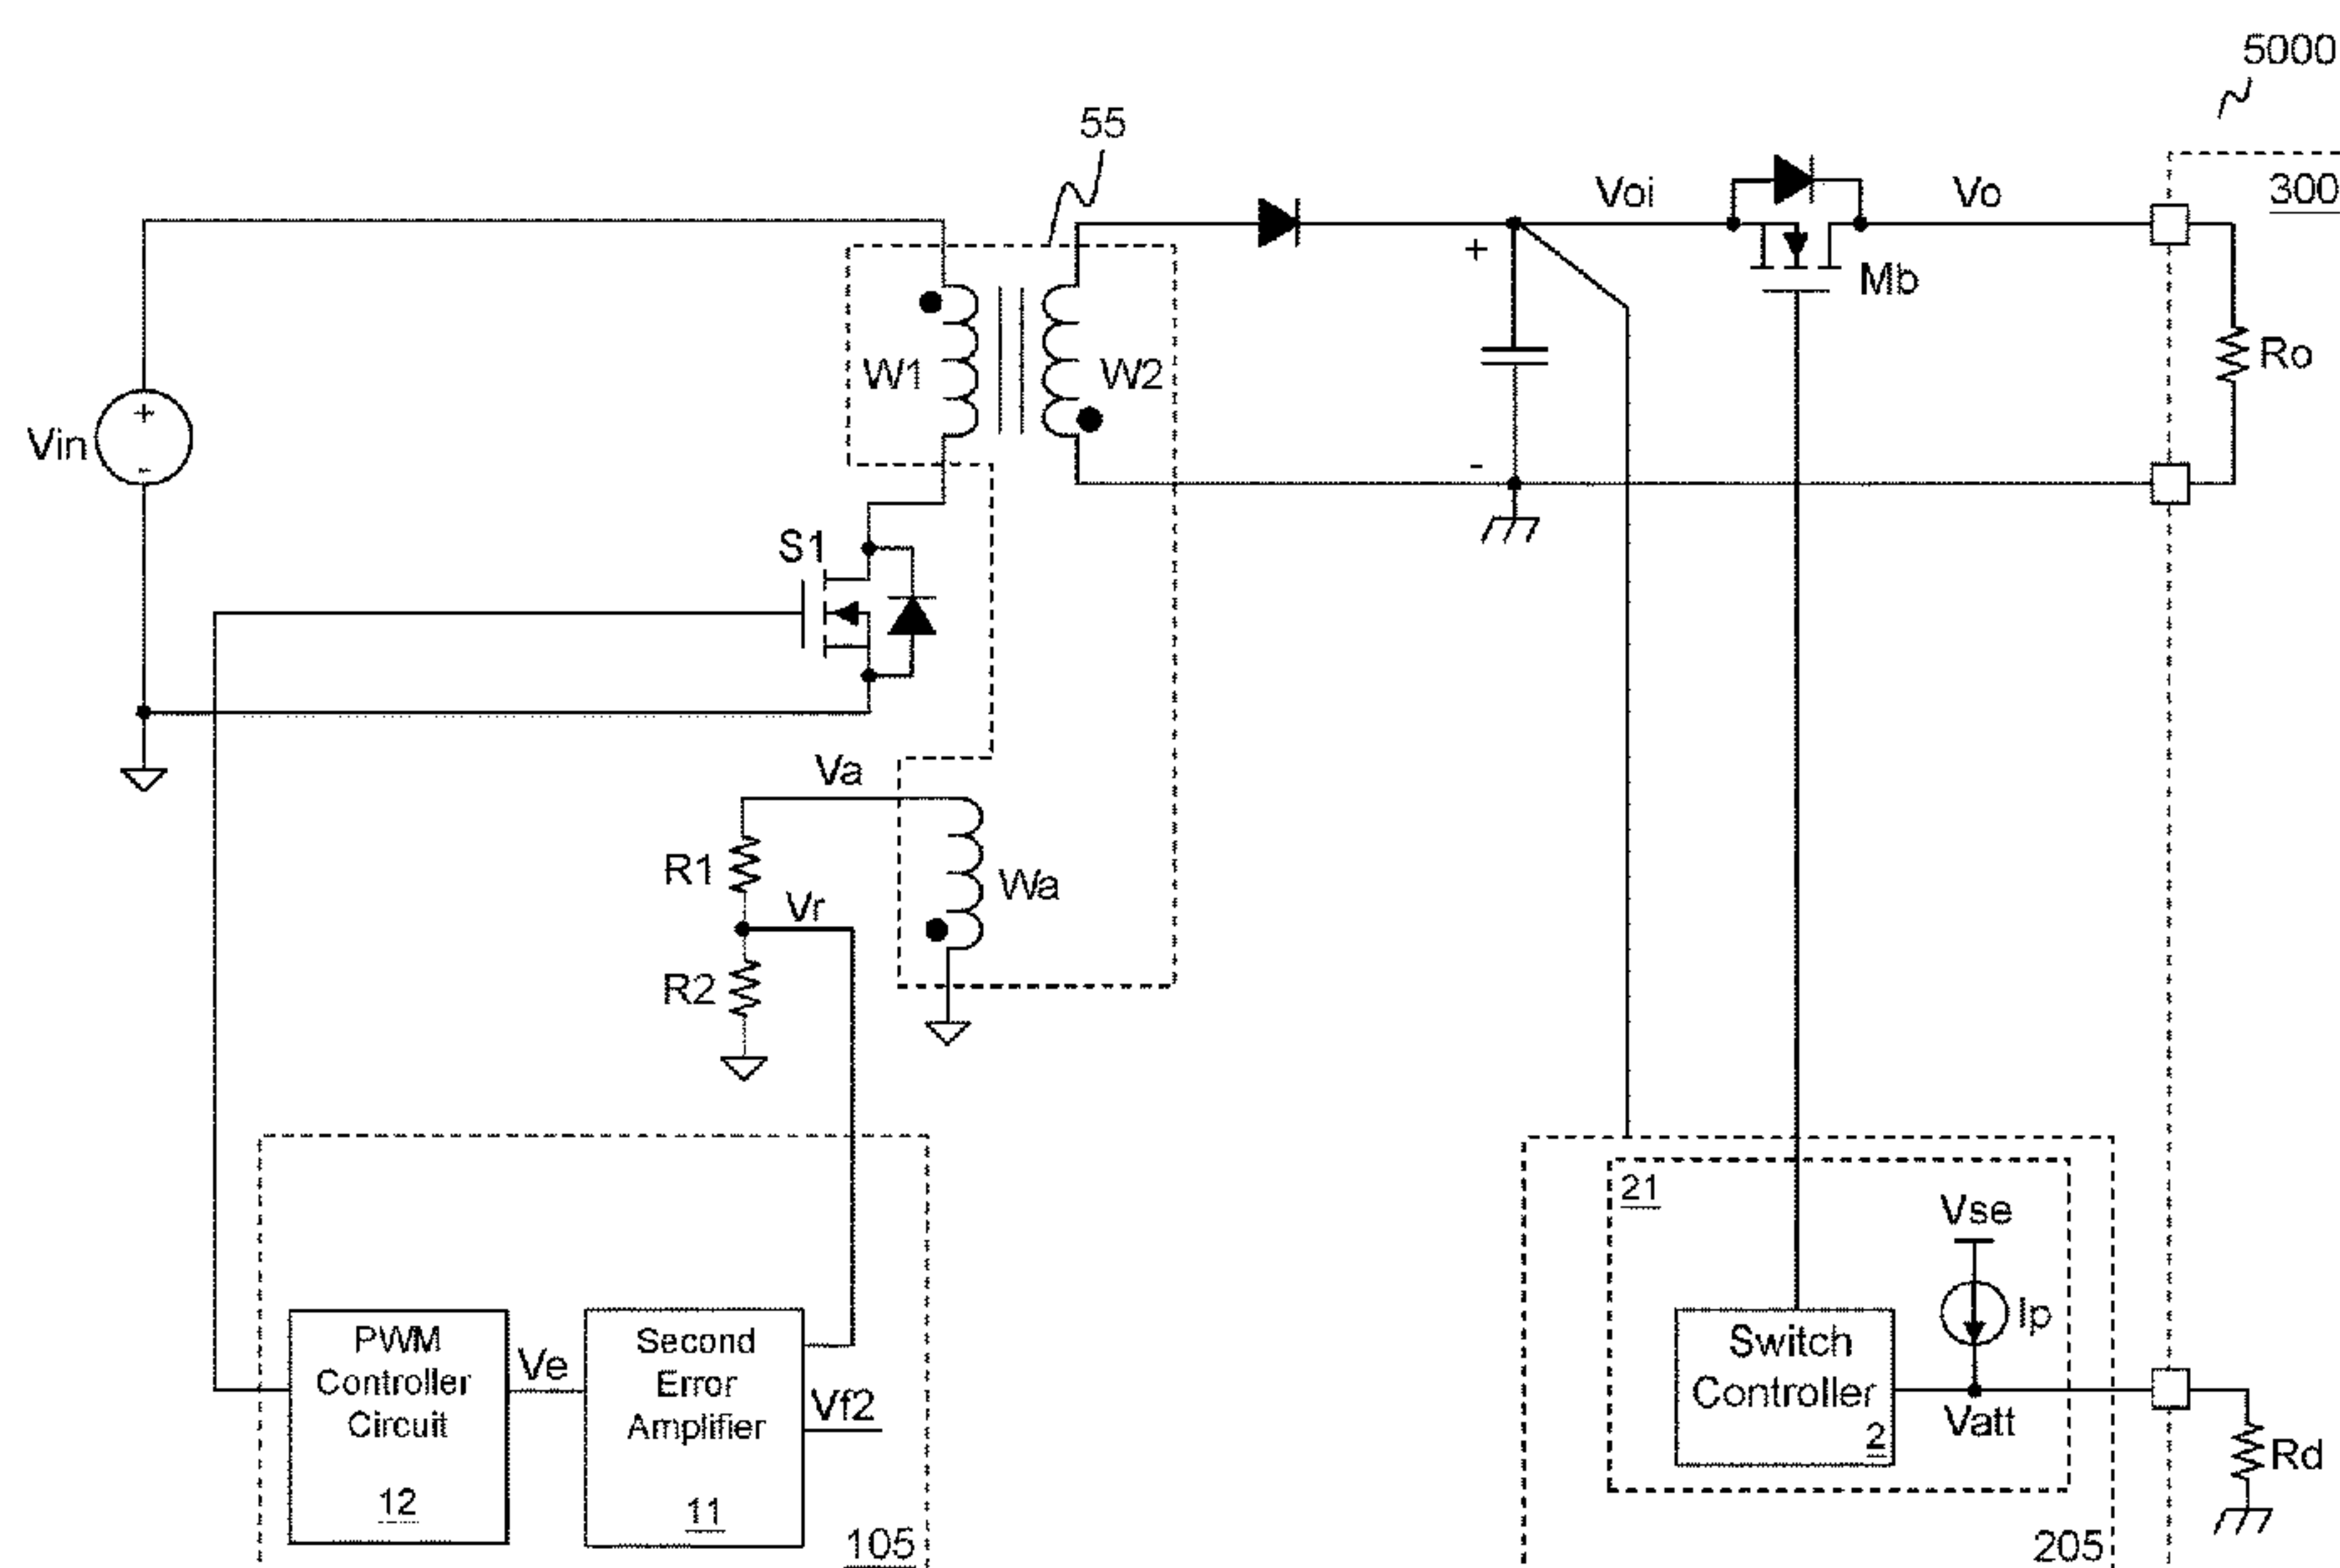 5000
55
300
Voi
Vo
+
Mb
W1
W2
Ro
+
Vin
-
-
S1
Va
R1
Wa
Vr
R2
21
Vse
Ip
PWM
Controller
Circuit
12
Ve
Second
Error
Amplifier
11
Vf2
Switch
Controller
2
Vatt
Rd
105
205